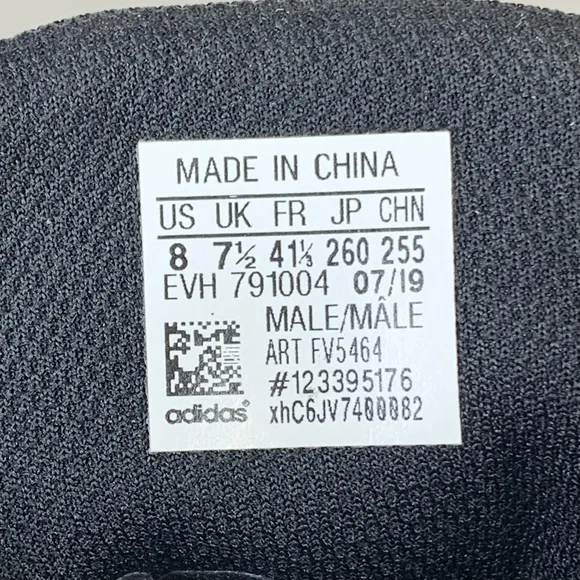 MADE IN CHINA
US UK FR JP CHN
8 7½ 41⅓ 260 255
EVH 791004 07/19
MALE/MÂLE
ART FV5464
#123395176
adidas® xhC6JV7400082